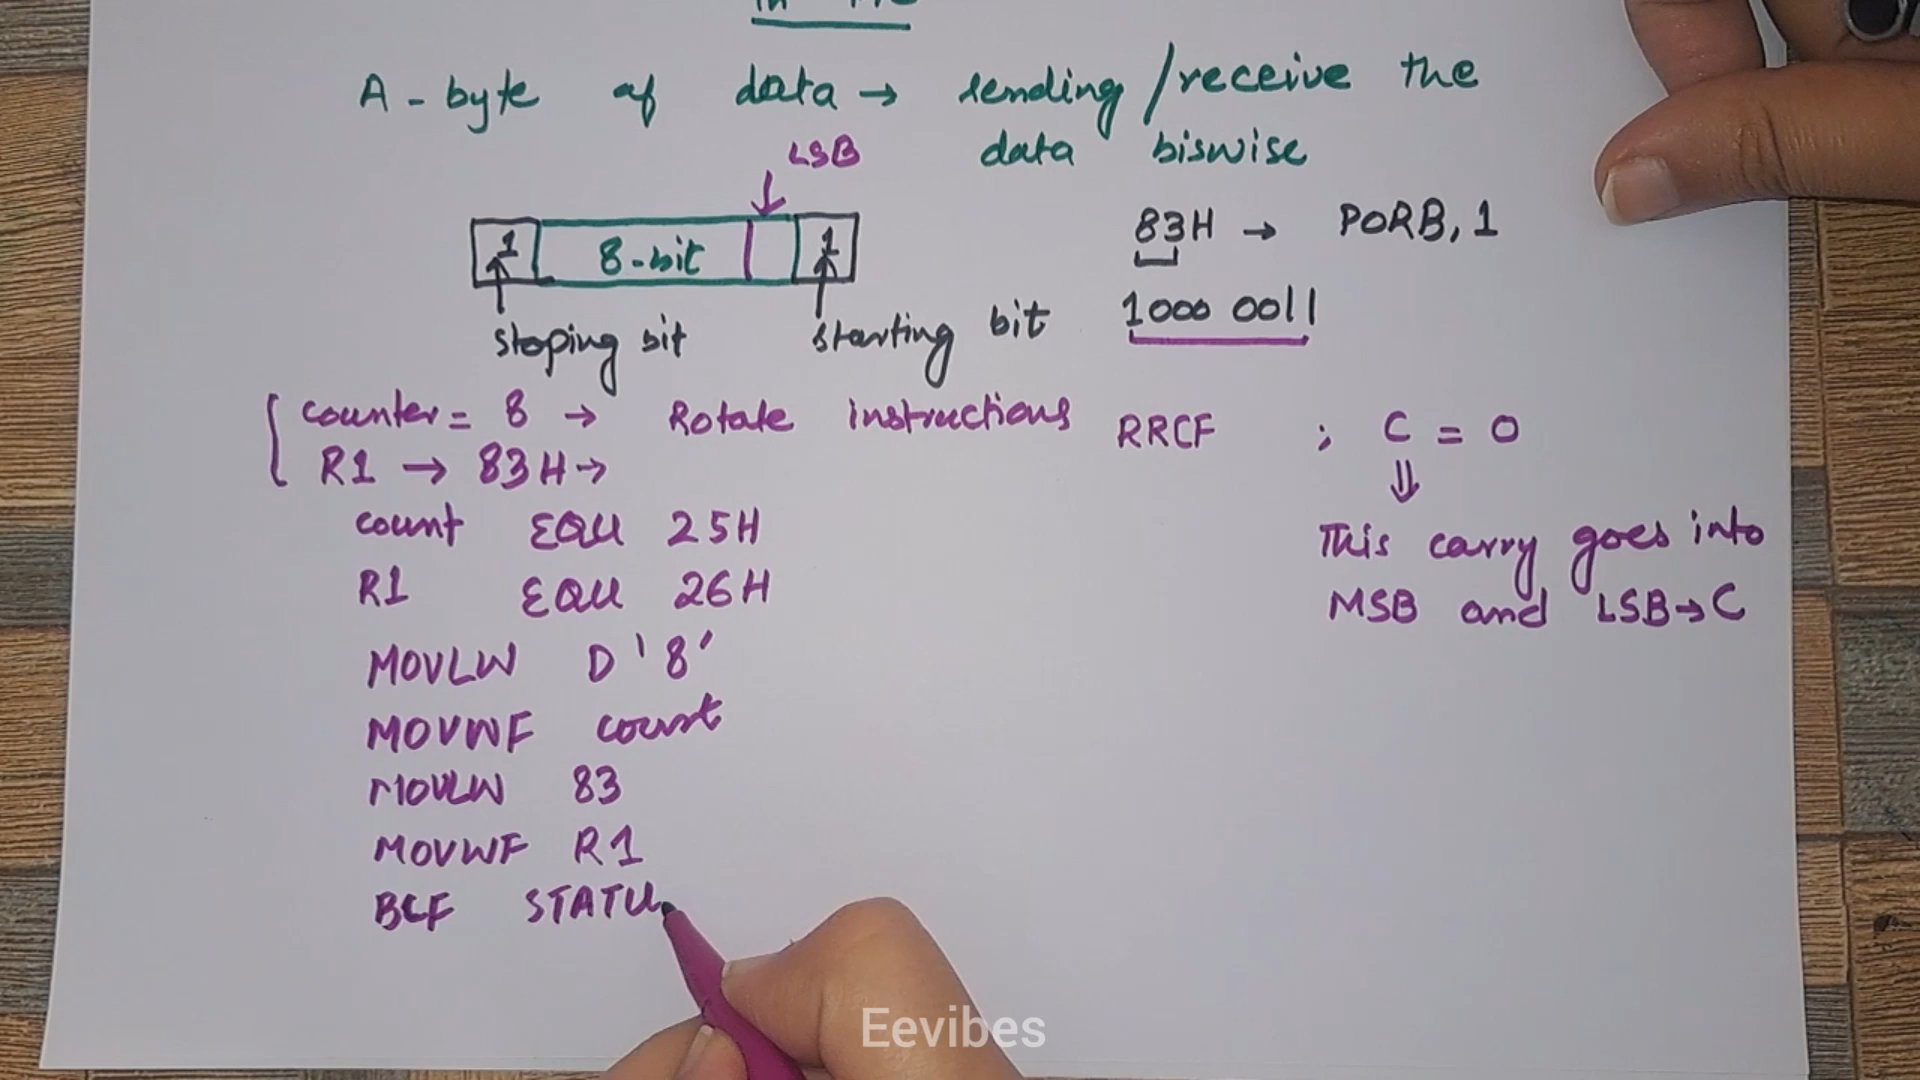 A - byte of data → sending / receive the
data biswise
LSB
1 8-bit 1
stoping bit starting bit
83H → PORB, 1
1000 0011
counter = 8 → Rotate instructions RRCF ; C = 0
R1 → 83H →
⇓
This carry goes into
MSB and LSB→C
count EQU 25H
R1 EQU 26H
MOVLW D'8'
MOVWF count
MOVLW 83
MOVWF R1
BCF STATU
Eevibes